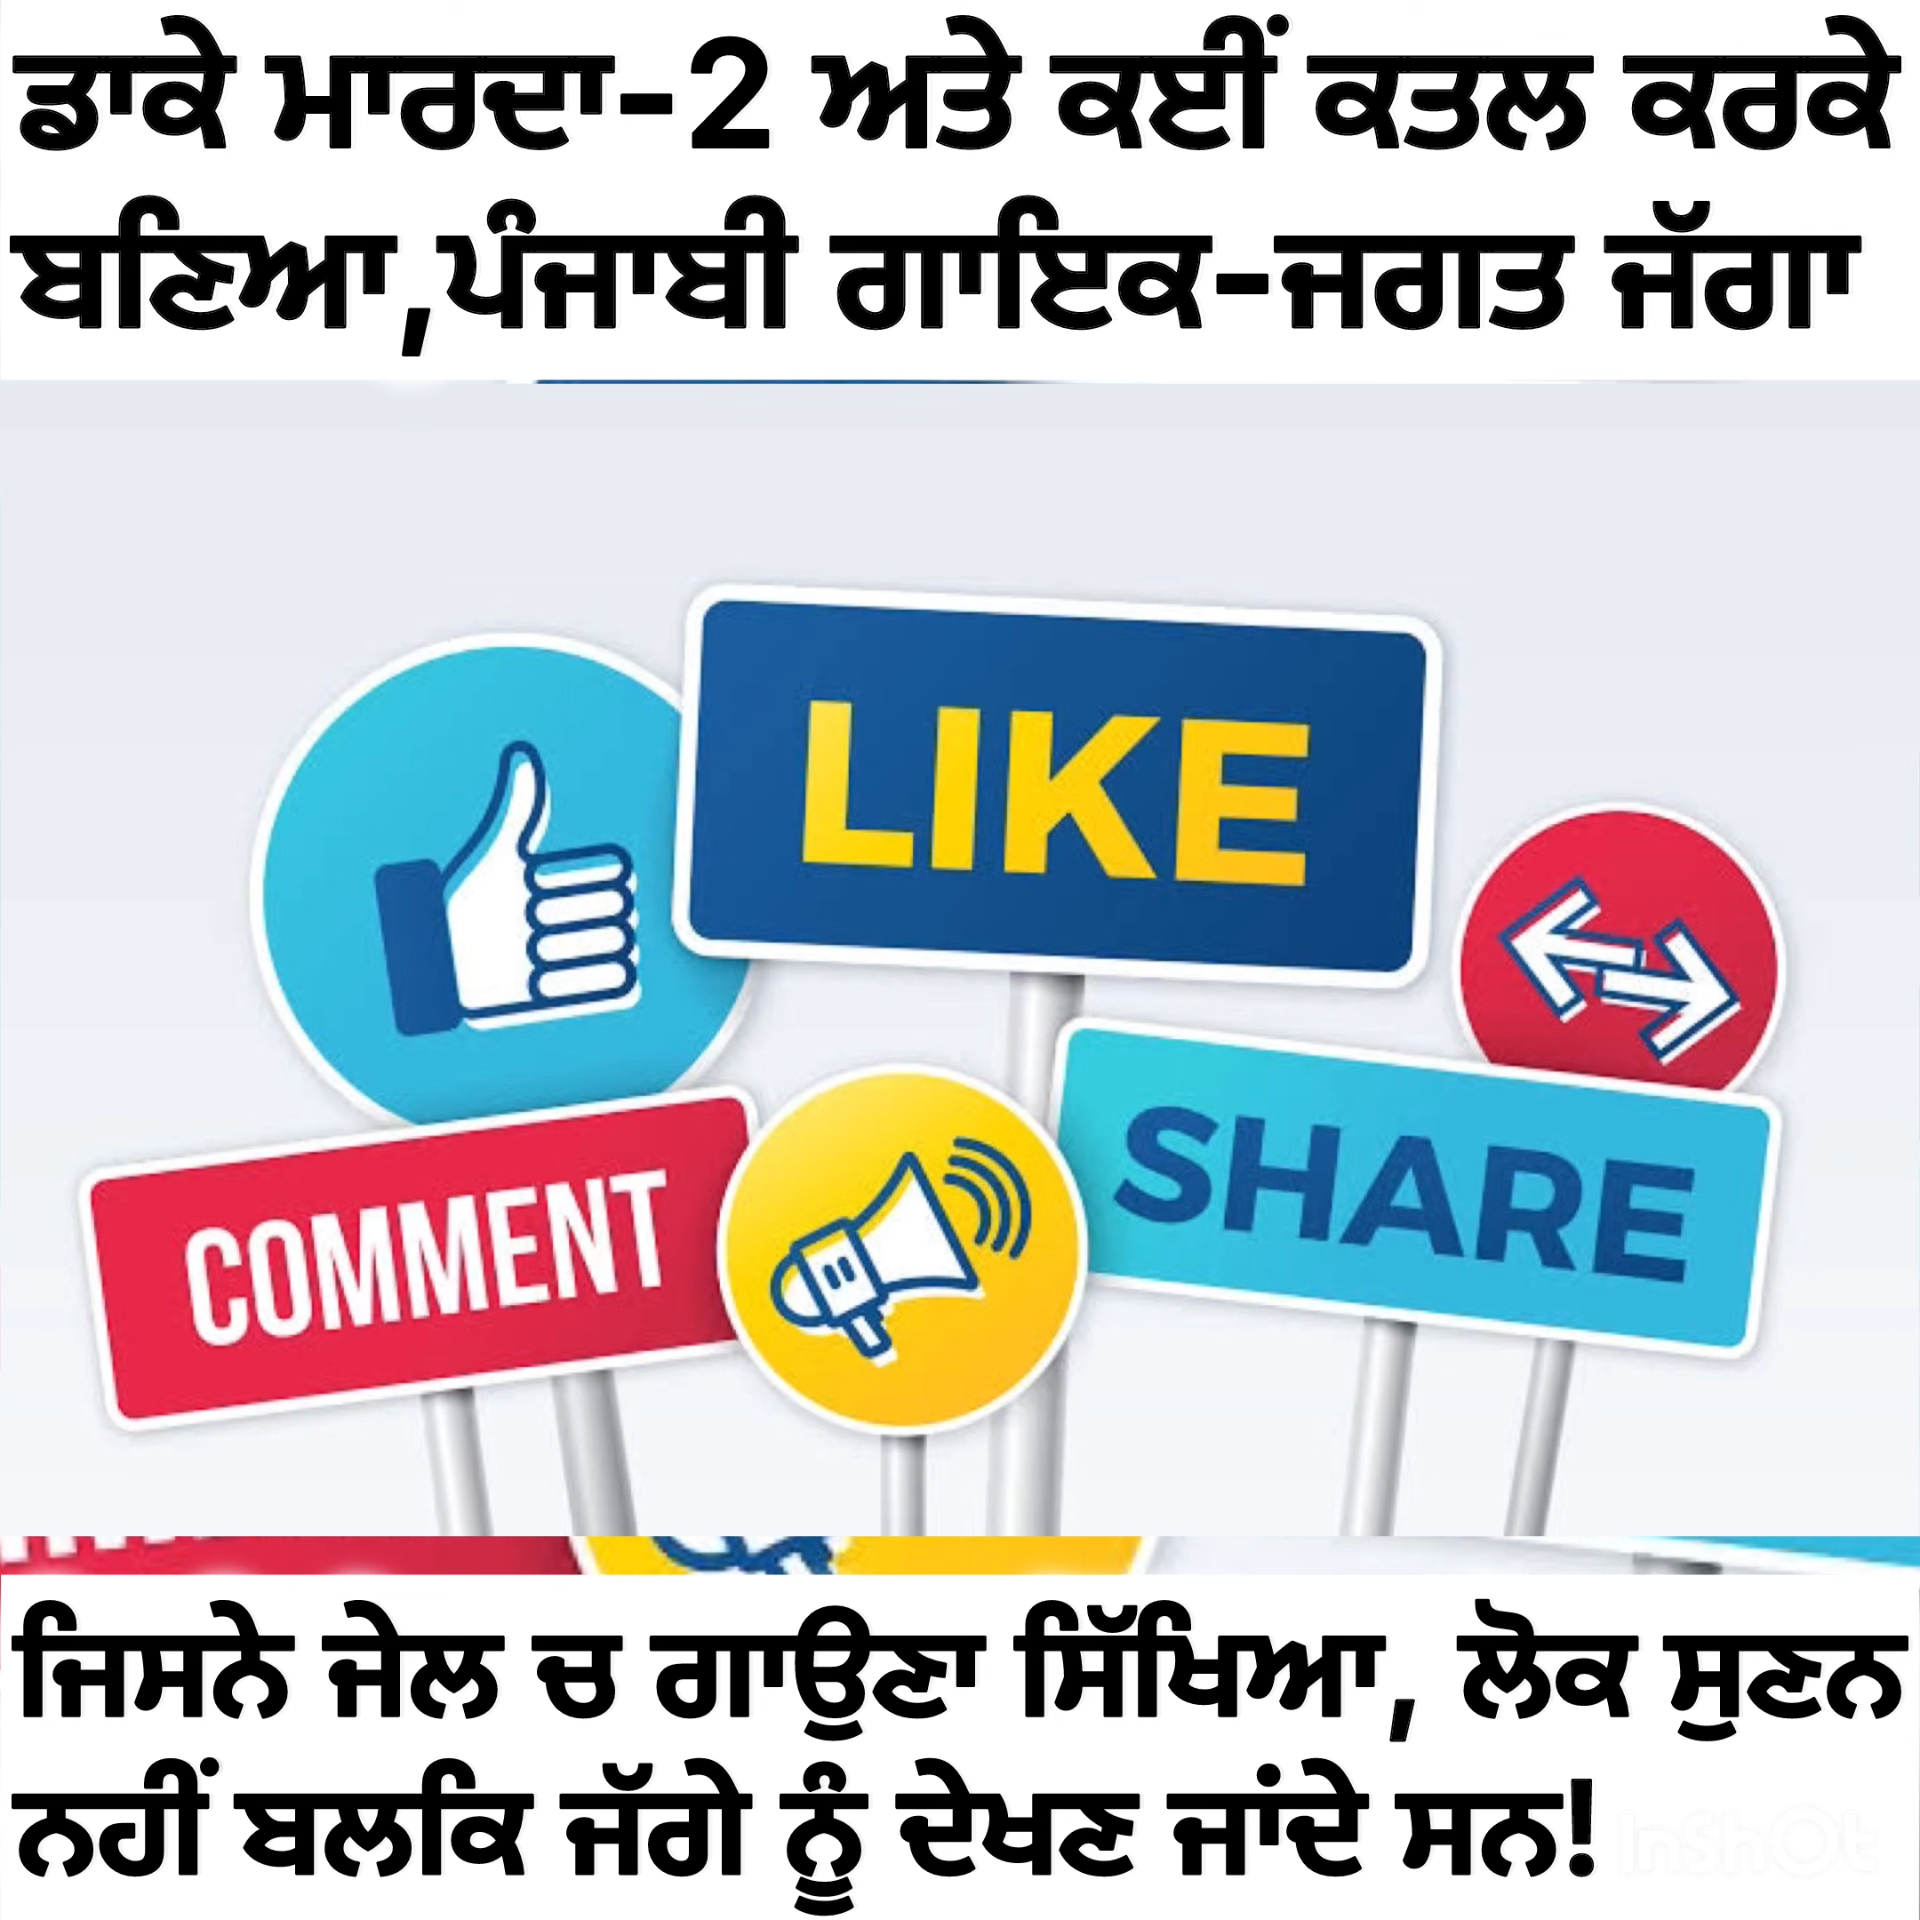 ਡਾਕੇ ਮਾਰਦਾ-2 ਅਤੇ ਕਈਂ ਕਤਲ ਕਰਕੇ
ਬਣਿਆ,ਪੰਜਾਬੀ ਗਾਇਕ-ਜਗਤ ਜੱਗਾ
LIKE
SHARE
COMMENT
ਜਿਸਨੇ ਜੇਲ ਚ ਗਾਉਣਾ ਸਿੱਖਿਆ, ਲੋਕ ਸੁਣਨ
ਨਹੀਂ ਬਲਕਿ ਜੱਗੇ ਨੂੰ ਦੇਖਣ ਜਾਂਦੇ ਸਨ!
InShOt